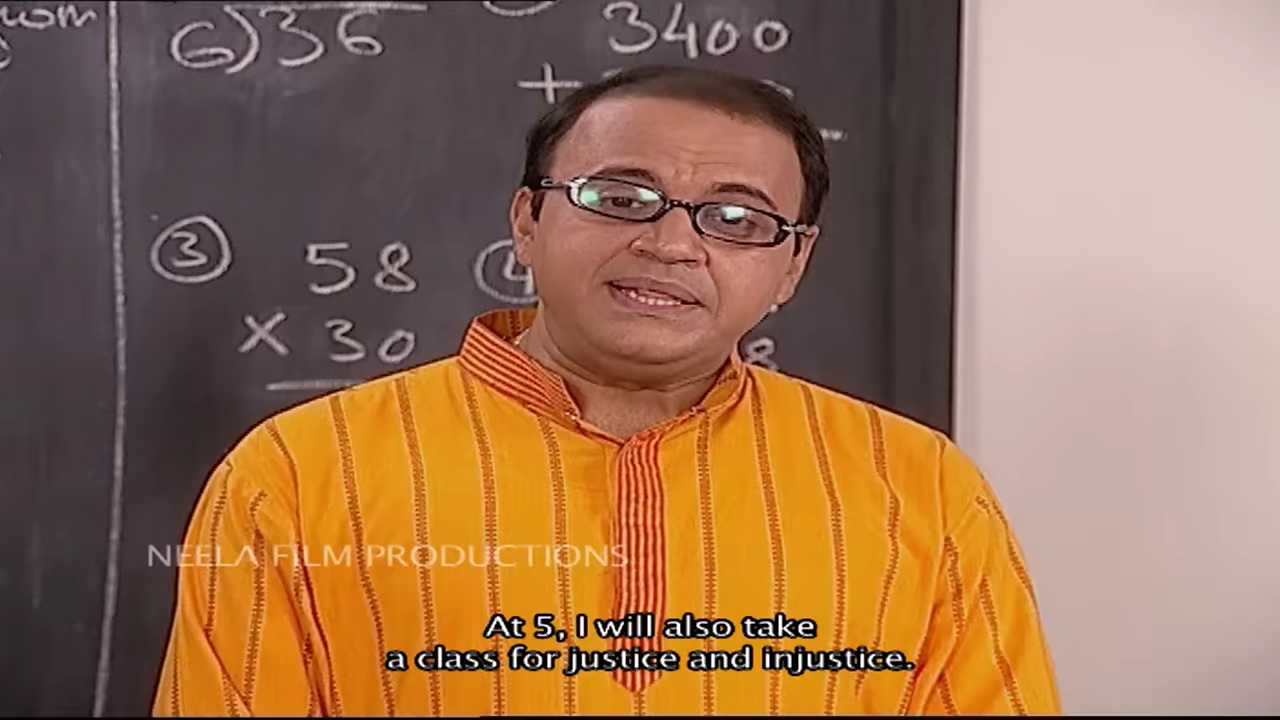 6)36
3400
+
3 58
× 30
4
8
NEELA FILM PRODUCTIONS
At 5, I will also take
a class for justice and injustice.